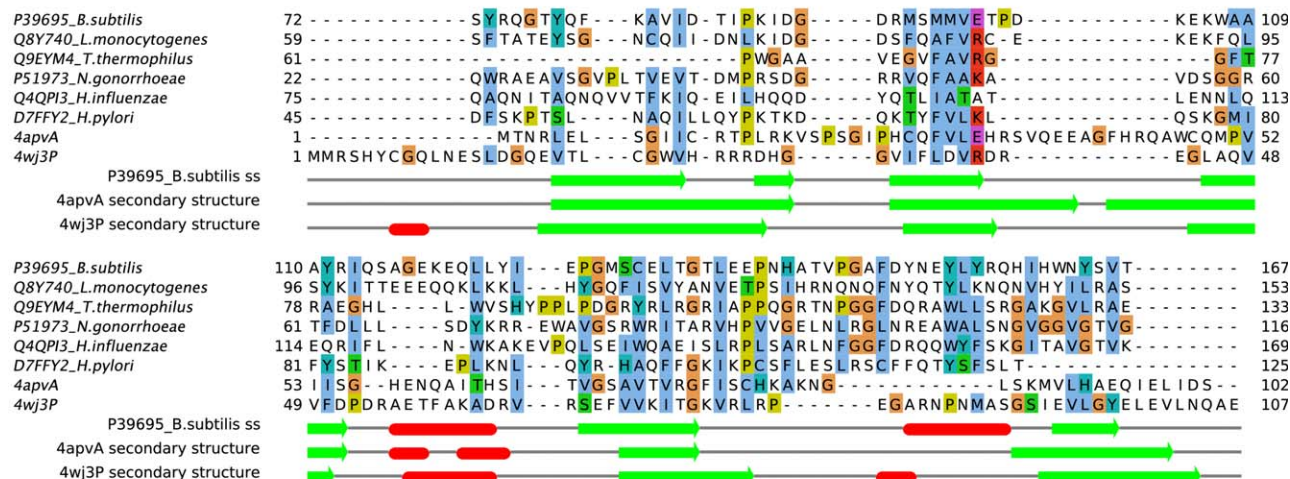 P39695_B.subtilis 72 ------------SYRQGTYQF---KAVID-TIPKIDG-----DRMSMMVETPD-----------KEKWAA 109
Q8Y740_L.monocytogenes 59 ------------SFTATEYSG---NCQII-DNLKIDG-----DSFQAFVRC-E-----------KEKFQL 95
Q9EYM4_T.thermophilus 61 --------------------------------PWGAA-----VEGVFAVRG----------------GFT 77
P51973_N.gonorrhoeae 22 ------------QWRAEAVSGVPLTVEVT-DMPRSDG-----RRVQFAAKA-------------VDSGGR 60
Q4QPI3_H.influenzae 75 ------------QAQNITAQNQVVTFKIQ-EILHQQD-----YQTLIATAT-------------LENNLQ 113
D7FFY2_H.pylori 45 ------------DFSKPTSL----NAQILLQYPKTKD-----QKTYFVLKL-------------QSKGMI 80
4apvA 1 --------------MTNRLEL---SGIIC-RTPLRKVSPSGIPHCQFVLEHRSVQEEAGFHRQAWCQMPV 52
4wj3P 1 MMRSHYCGQLNESLDGQEVTL---CGWVH-RRRDHG------GVIFLDVRDR------------EGLAQV 48
P39695_B.subtilis ss
4apvA secondary structure
4wj3P secondary structure
P39695_B.subtilis 110 AYRIQSAGEKEQLLYI---EPGMSCELTGTLEEPNHATVPGAFDYNEYLYRQHIHWNYSVT-------- 167
Q8Y740_L.monocytogenes 96 SYKITTEEEQQKLKKL---HYGQFISVYANVETPSIHRNQNQFNYQTYLKNQNVHYILRAS-------- 153
Q9EYM4_T.thermophilus 78 RAEGHL----L-WVSHYPPLPDGRYRLRGRIAPPQGRTNPGGFDQRAWLLSRGAKGVLRAE-------- 133
P51973_N.gonorrhoeae 61 TFDLLL----SDYKRR-EWAVGSRWRITARVHPVVGELNLRGLNREAWALSNGVGGVGTVG-------- 116
Q4QPI3_H.influenzae 114 EQRIFL----N-WKAKEVPQLSEIWQAEISLRPLSARLNFGGFDRQQWYFSKGITAVGTVK-------- 169
D7FFY2_H.pylori 81 FYSTIK----EPLKNL---QYR-HAQFFGKIKPCSFLESLRSCFFQQTYSFSLT--------------- 125
4apvA 53 IISG--HENQAITHSI---TVGSAVTVRGFISCHKAKNG------------LSKMVLHAEQIELIDS-- 102
4wj3P 49 VFDPDRAETFAKADRV---RSEFVVKITGKVRLRP-----EGARNPNMASGSIEVLGYELEVLNQAE 107
P39695_B.subtilis ss
4apvA secondary structure
4wj3P secondary structure